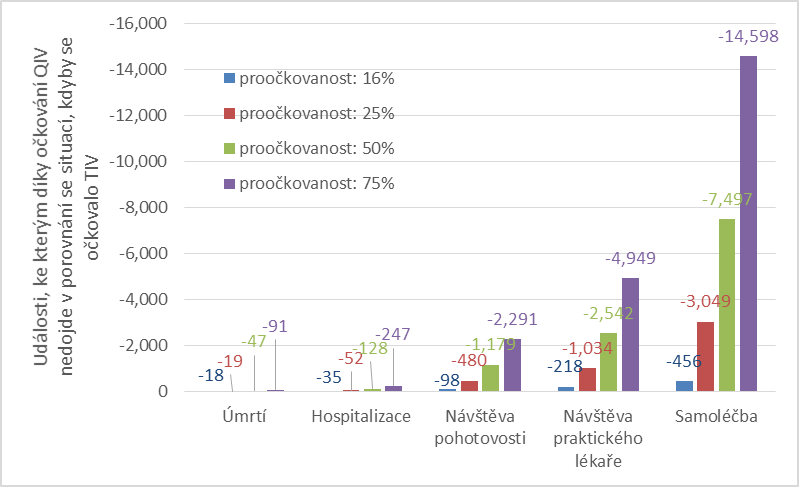 Události, ke kterým díky očkování QIV
nedojde v porovnání se situací, kdyby se
očkovalo TIV
-16,000
-14,000
-12,000
-10,000
-8,000
-6,000
-4,000
-2,000
0
proočkovanost: 16%
proočkovanost: 25%
proočkovanost: 50%
proočkovanost: 75%
-18
-19
-47
-91
-35
-52
-128
-247
-98
-480
-1,179
-2,291
-218
-1,034
-2,542
-4,949
-456
-3,049
-7,497
-14,598
Úmrtí
Hospitalizace
Návštěva
pohotovosti
Návštěva
praktického
lékaře
Samoléčba